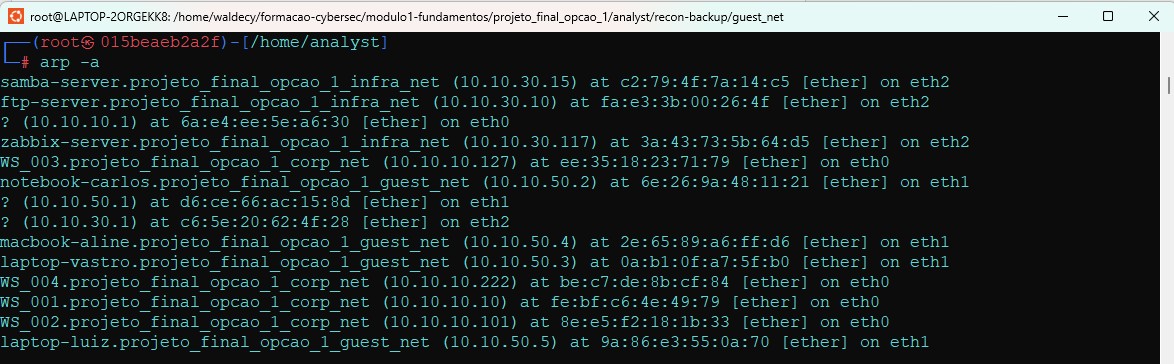 root@LAPTOP-2ORGEKK8: /home/waldecy/formacao-cybersec/modulo1-fundamentos/projeto_final_opcao_1/analyst/recon-backup/guest_net
(root㉿015beaeb2a2f)-[/home/analyst]
# arp -a
samba-server.projeto_final_opcao_1_infra_net (10.10.30.15) at c2:79:4f:7a:14:c5 [ether] on eth2
ftp-server.projeto_final_opcao_1_infra_net (10.10.30.10) at fa:e3:3b:00:26:4f [ether] on eth2
? (10.10.10.1) at 6a:e4:ee:5e:a6:30 [ether] on eth0
zabbix-server.projeto_final_opcao_1_infra_net (10.10.30.117) at 3a:43:73:5b:64:d5 [ether] on eth2
WS_003.projeto_final_opcao_1_corp_net (10.10.10.127) at ee:35:18:23:71:79 [ether] on eth0
notebook-carlos.projeto_final_opcao_1_guest_net (10.10.50.2) at 6e:26:9a:48:11:21 [ether] on eth1
? (10.10.50.1) at d6:ce:66:ac:15:8d [ether] on eth1
? (10.10.30.1) at c6:5e:20:62:4f:28 [ether] on eth2
macbook-aline.projeto_final_opcao_1_guest_net (10.10.50.4) at 2e:65:89:a6:ff:d6 [ether] on eth1
laptop-vastro.projeto_final_opcao_1_guest_net (10.10.50.3) at 0a:b1:0f:a7:5f:b0 [ether] on eth1
WS_004.projeto_final_opcao_1_corp_net (10.10.10.222) at be:c7:de:8b:cf:84 [ether] on eth0
WS_001.projeto_final_opcao_1_corp_net (10.10.10.10) at fe:bf:c6:4e:49:79 [ether] on eth0
WS_002.projeto_final_opcao_1_corp_net (10.10.10.101) at 8e:e5:f2:18:1b:33 [ether] on eth0
laptop-luiz.projeto_final_opcao_1_guest_net (10.10.50.5) at 9a:86:e3:55:0a:70 [ether] on eth1